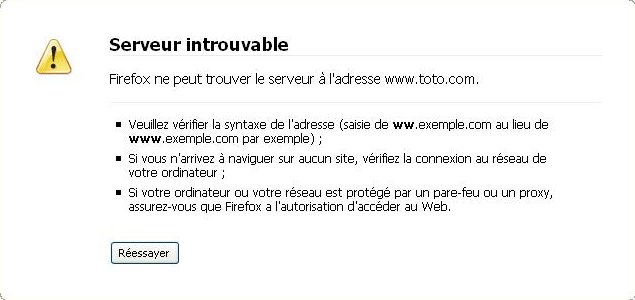 Serveur introuvable
Firefox ne peut trouver le serveur à l'adresse www.toto.com.
Veuillez vérifier la syntaxe de l'adresse (saisie de ww.exemple.com au lieu de
www.exemple.com par exemple) ;
Si vous n'arrivez à naviguer sur aucun site, vérifiez la connexion au réseau de
votre ordinateur ;
Si votre ordinateur ou votre réseau est protégé par un pare-feu ou un proxy,
assurez-vous que Firefox a l'autorisation d'accéder au Web.
Réessayer